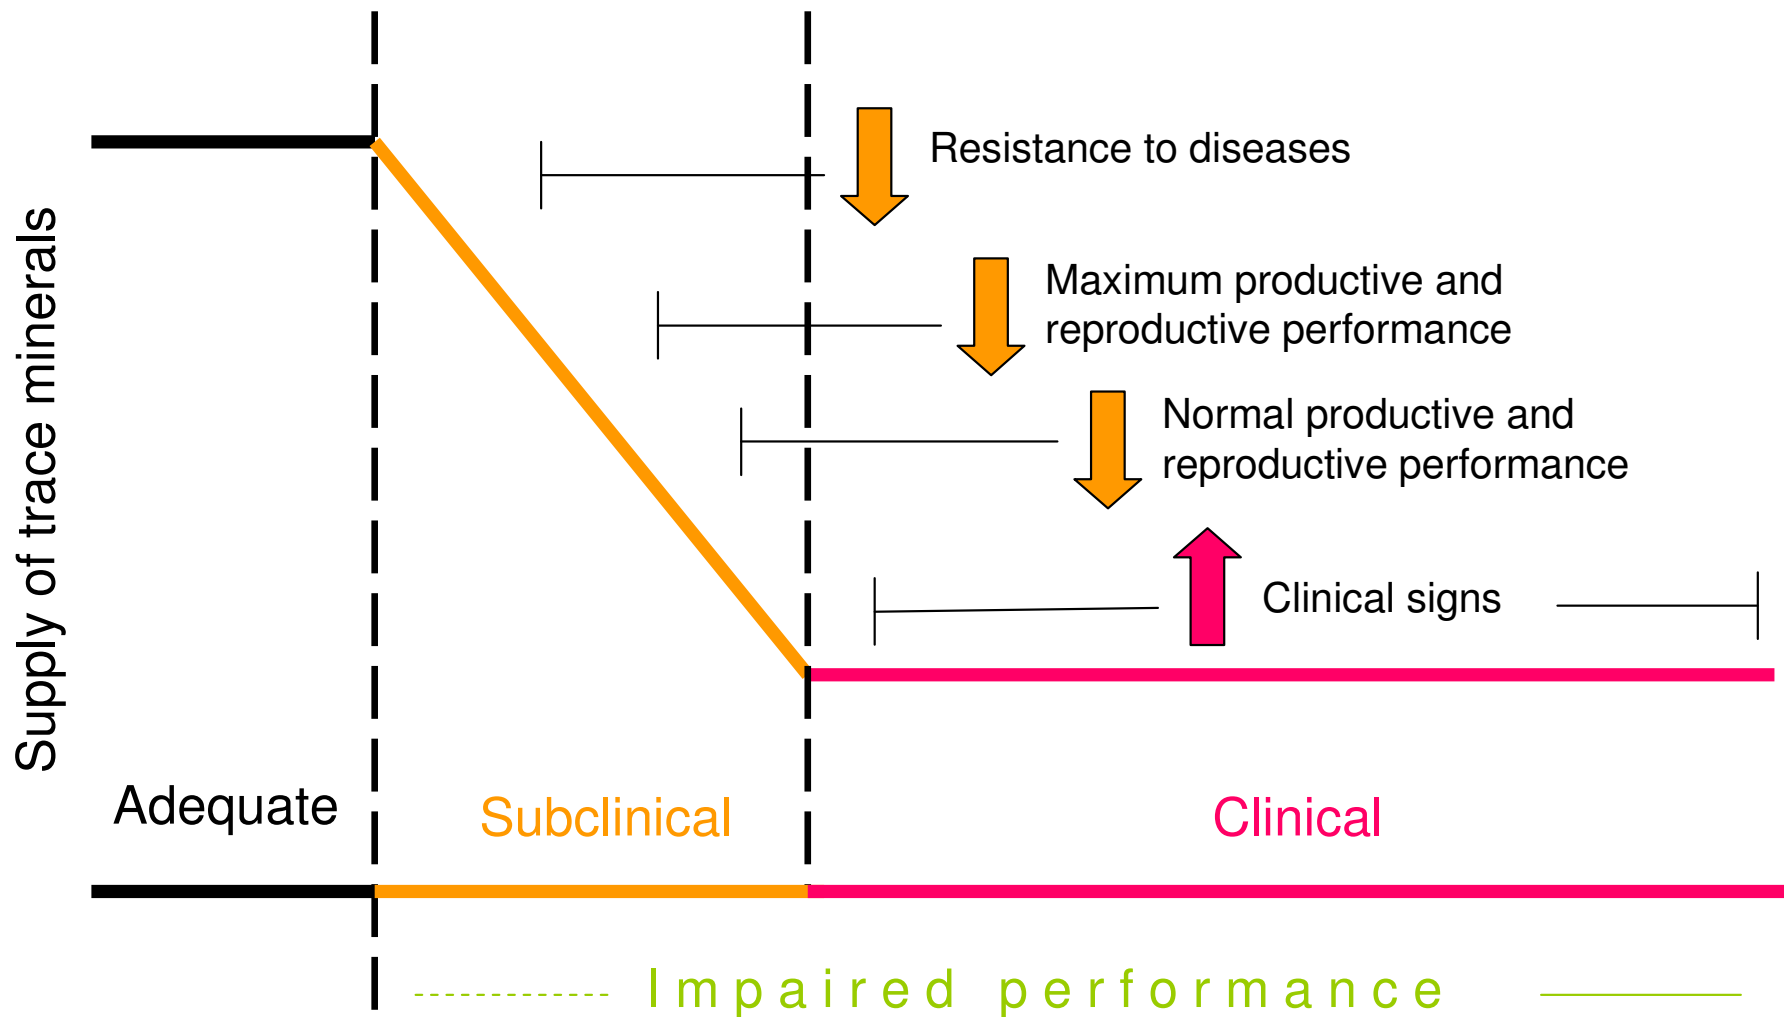 Supply of trace minerals
Resistance to diseases
Maximum productive and
reproductive performance
Normal productive and
reproductive performance
Clinical signs
Adequate
Subclinical
Clinical
Impaired performance